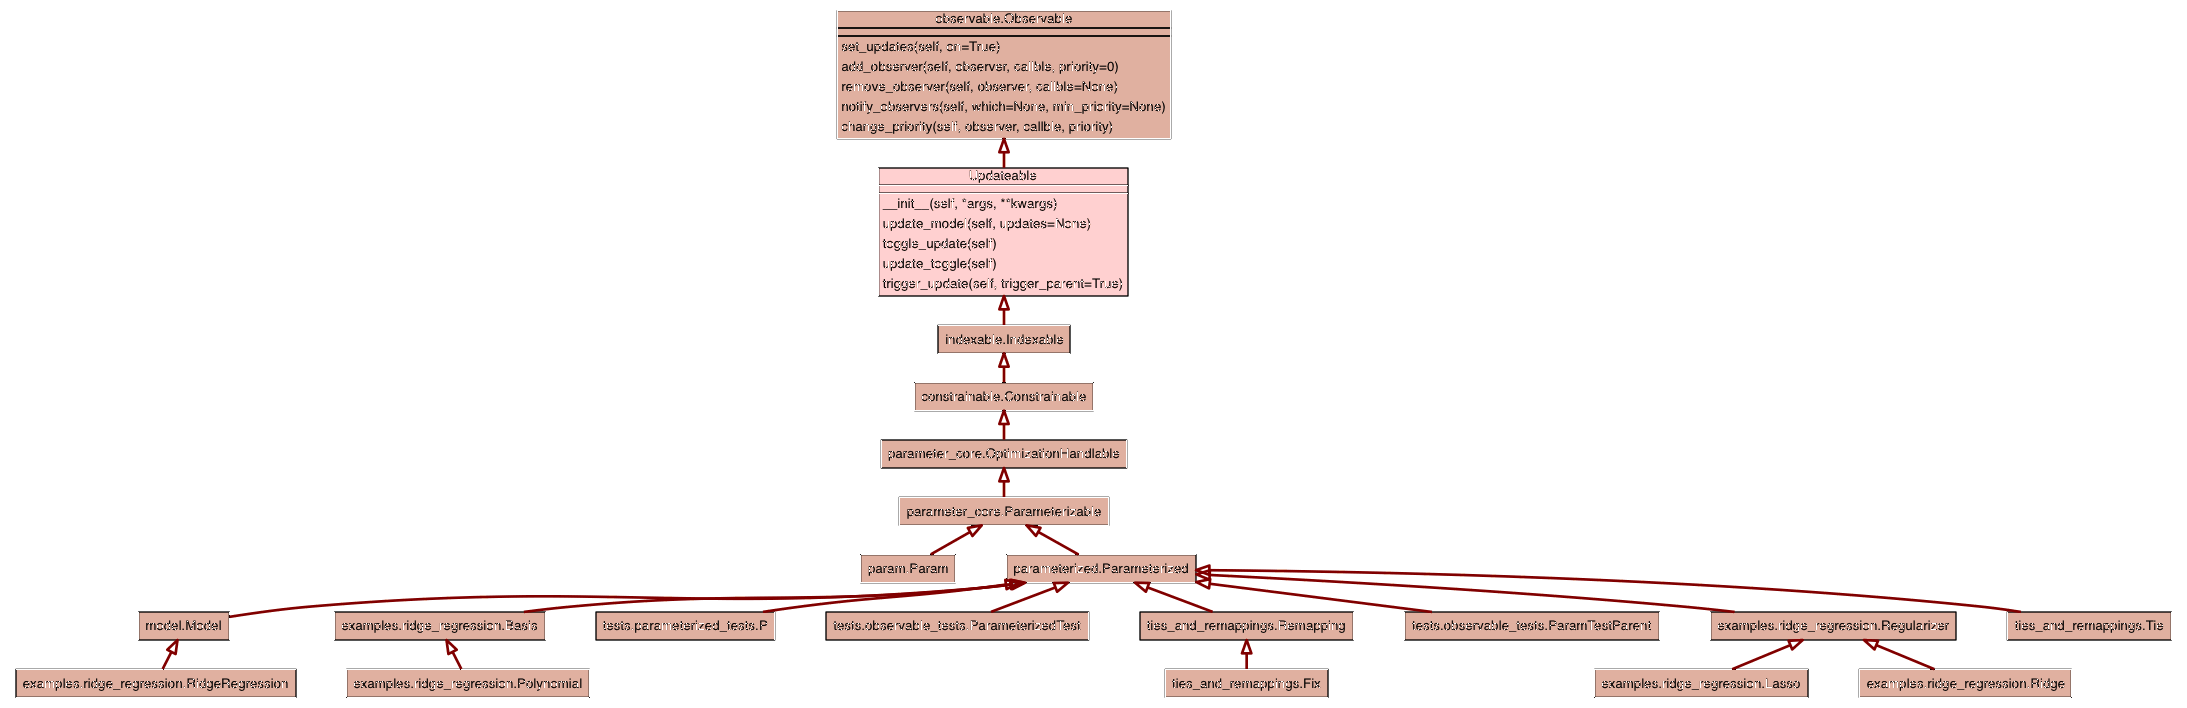 observable.Observable
set_updates(self, on=True)
add_observer(self, observer, callble, priority=0)
remove_observer(self, observer, callble=None)
notify_observers(self, which=None, min_priority=None)
change_priority(self, observer, callble, priority)
Updateable
__init__(self, *args, **kwargs)
update_model(self, updates=None)
toggle_update(self)
update_toggle(self)
trigger_update(self, trigger_parent=True)
indexable.Indexable
constrainable.Constrainable
parameter_core.OptimizationHandlable
parameter_core.Parameterizable
param.Param
parameterized.Parameterized
model.Model
examples.ridge_regression.Basis
tests.parameterized_tests.P
tests.observable_tests.ParameterizedTest
ties_and_remappings.Remapping
tests.observable_tests.ParamTestParent
examples.ridge_regression.Regularizer
ties_and_remappings.Tie
examples.ridge_regression.RidgeRegression
examples.ridge_regression.Polynomial
ties_and_remappings.Fix
examples.ridge_regression.Lasso
examples.ridge_regression.Ridge